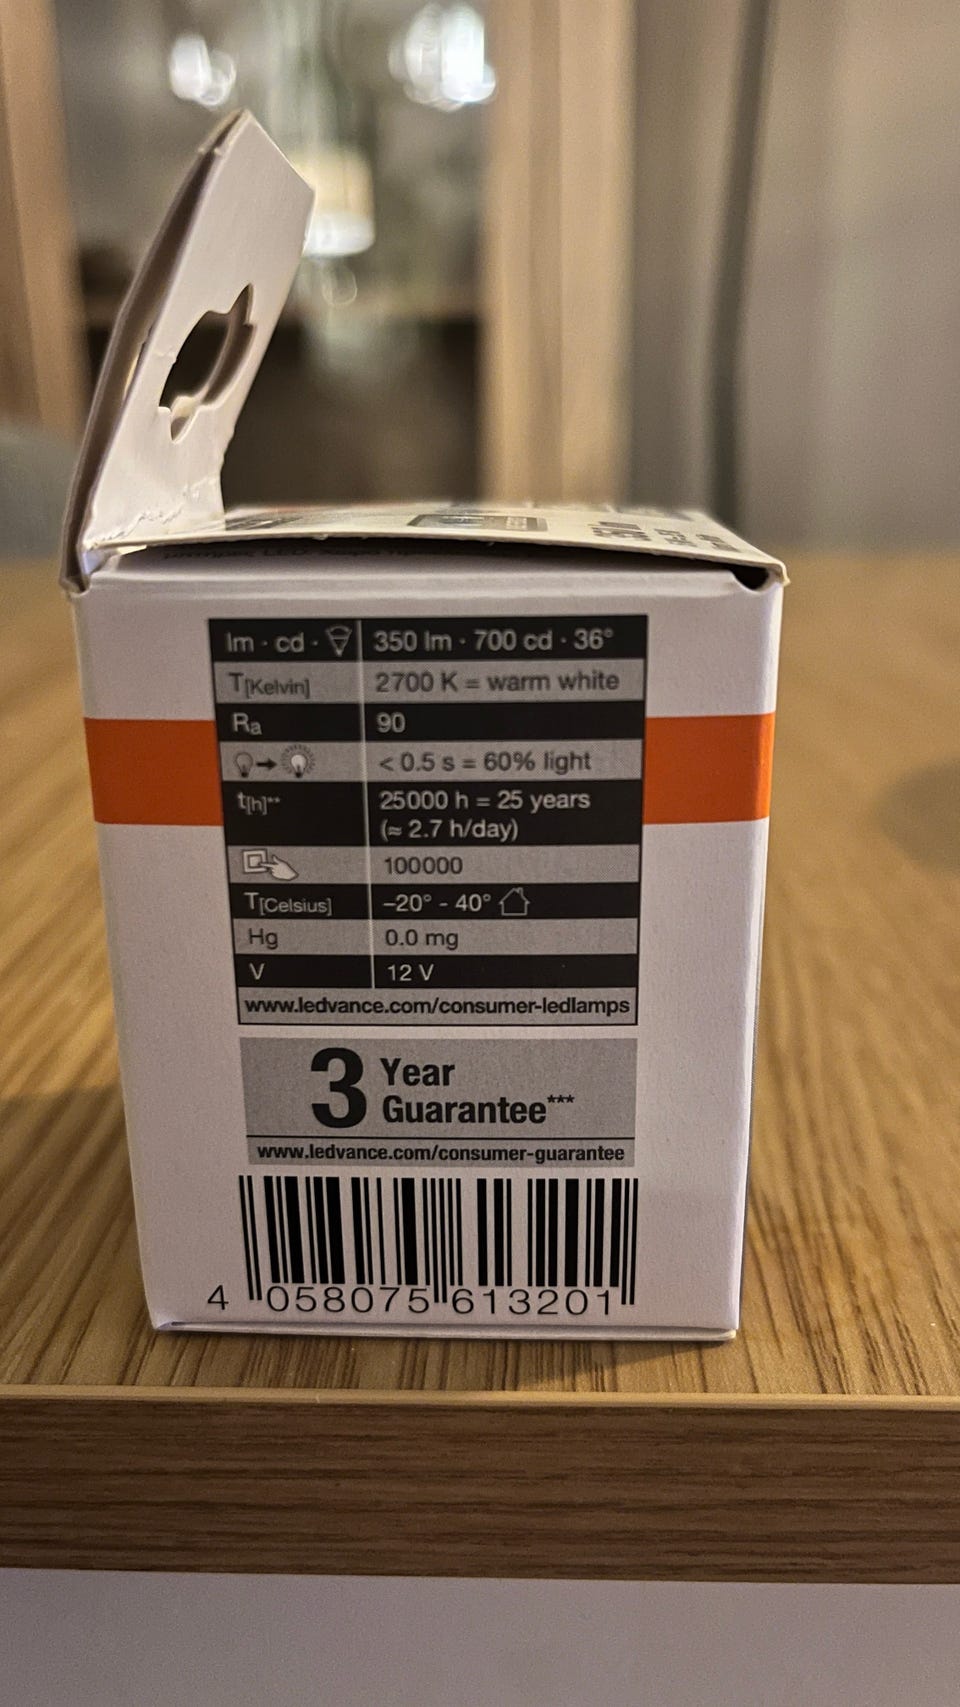 lm · cd · 350 lm · 700 cd · 36°
T[Kelvin] 2700 K = warm white
Ra 90
< 0.5 s = 60% light
t[h]** 25000 h = 25 years
(≈ 2.7 h/day)
100000
T[Celsius] –20° - 40°
Hg 0.0 mg
V 12 V
www.ledvance.com/consumer-ledlamps
3 Year
Guarantee***
www.ledvance.com/consumer-guarantee
4 058075 613201